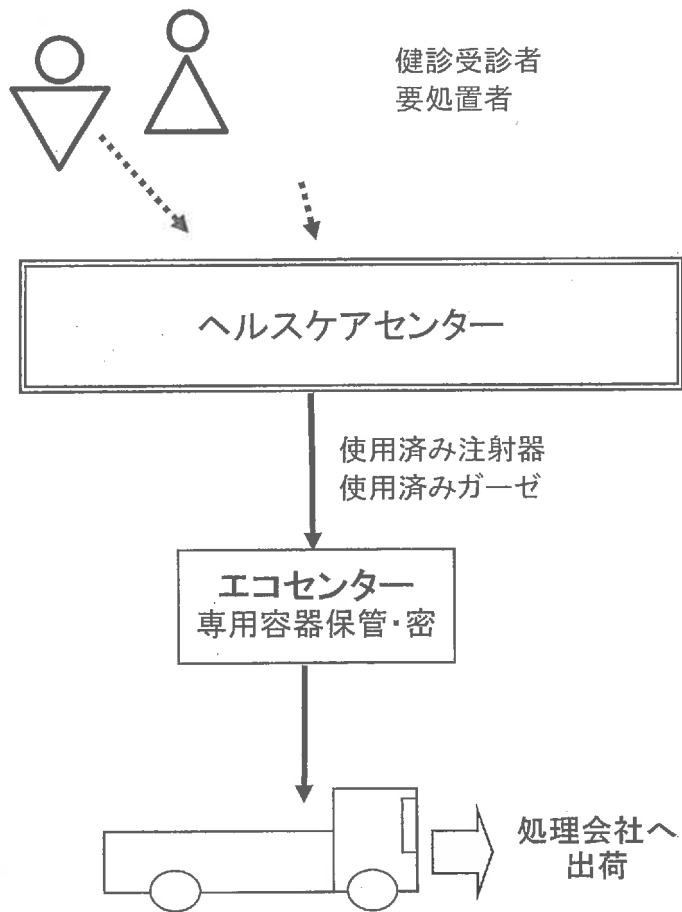 健診受診者
要処置者
ヘルスケアセンター
使用済み注射器
使用済みガーゼ
エコセンター
専用容器保管・密
処理会社へ
出荷